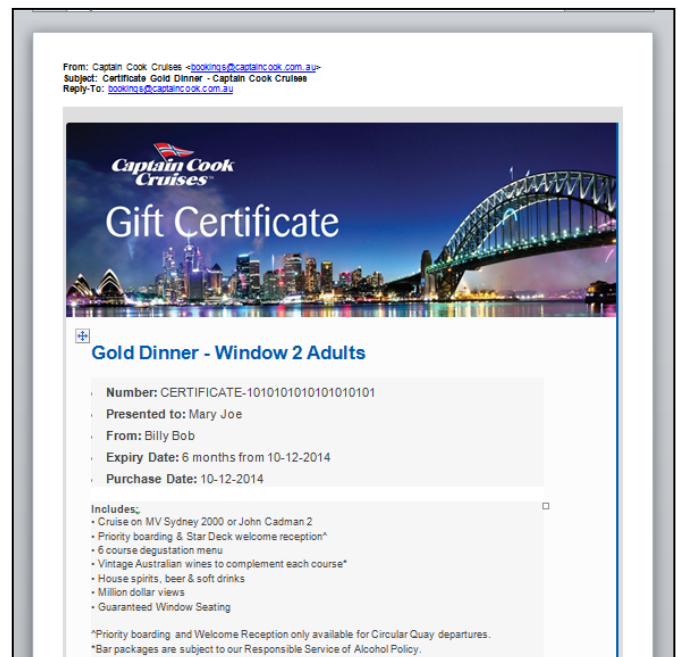 From: Captain Cook Cruises <bookings@captaincook.com.au>
Subject: Certificate Gold Dinner - Captain Cook Cruises
Reply-To: bookings@captaincook.com.au
Captain Cook
Cruises™
Gift Certificate
Gold Dinner - Window 2 Adults
Number: CERTIFICATE-1010101010101010101
Presented to: Mary Joe
From: Billy Bob
Expiry Date: 6 months from 10-12-2014
Purchase Date: 10-12-2014
Includes:
• Cruise on MV Sydney 2000 or John Cadman 2
• Priority boarding & Star Deck welcome reception^
• 6 course degustation menu
• Vintage Australian wines to complement each course*
• House spirits, beer & soft drinks
• Million dollar views
• Guaranteed Window Seating
^Priority boarding and Welcome Reception only available for Circular Quay departures.
*Bar packages are subject to our Responsible Service of Alcohol Policy.